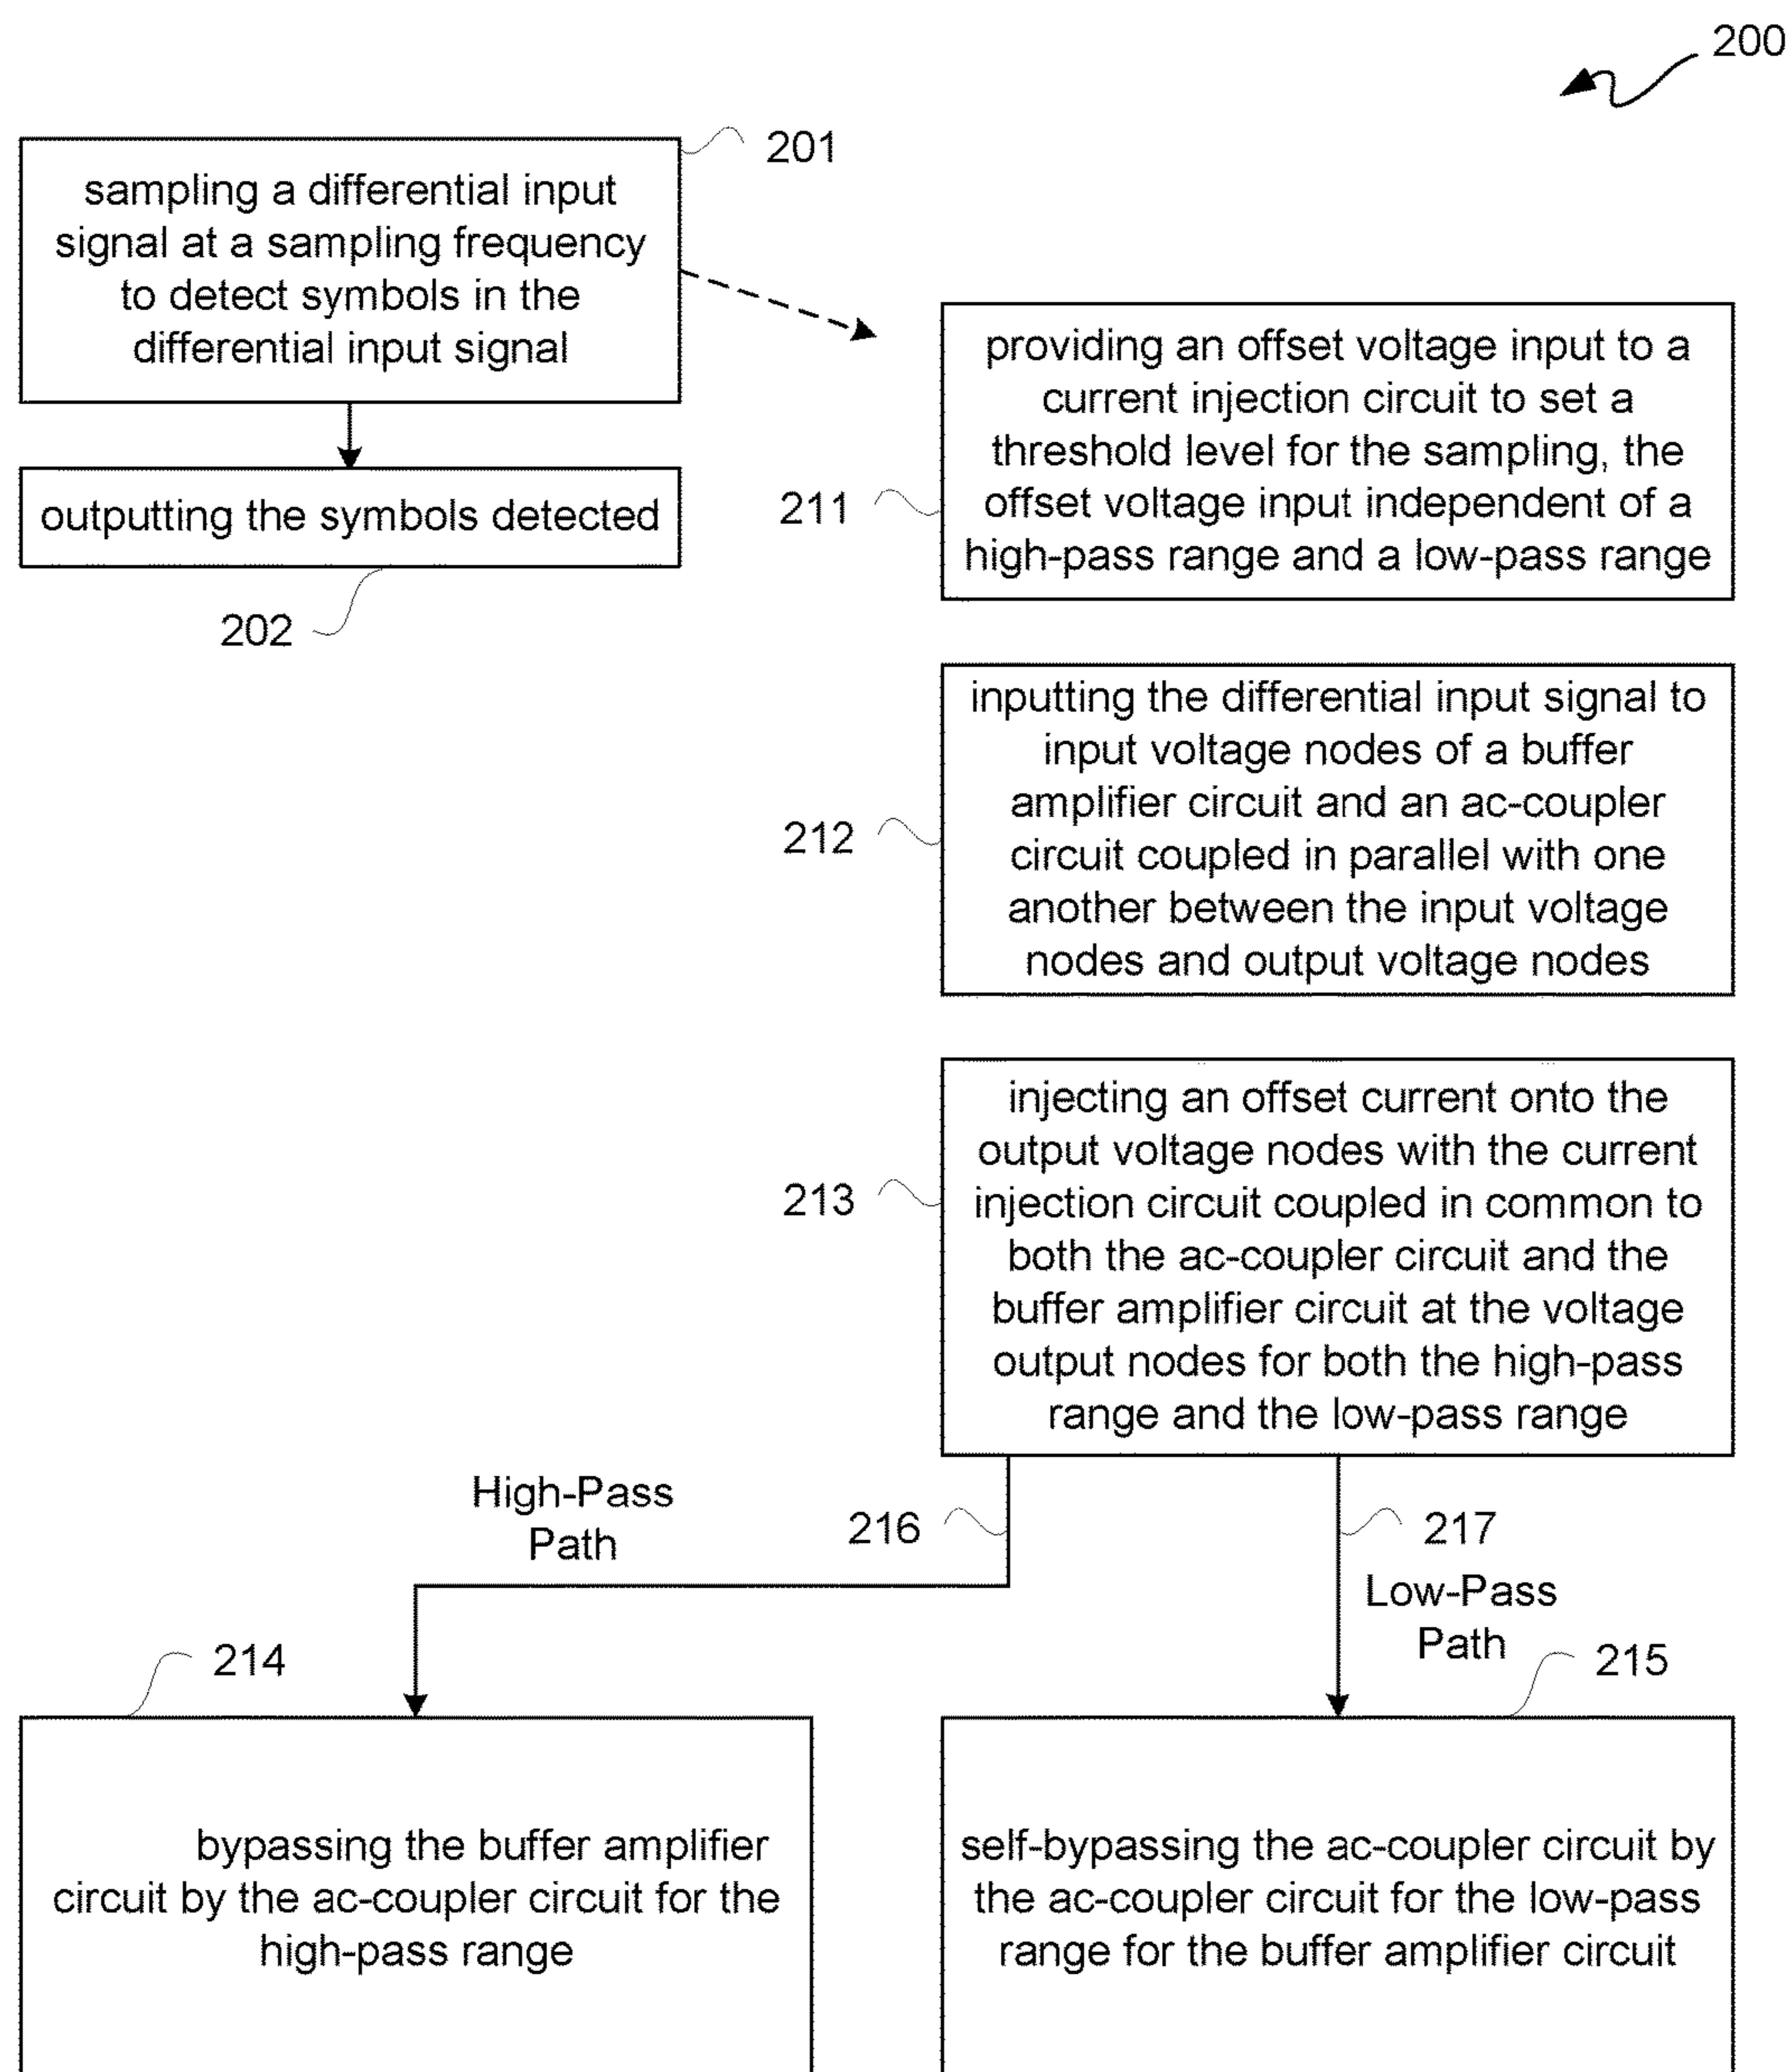 200
201
sampling a differential input
signal at a sampling frequency
to detect symbols in the
differential input signal
outputting the symbols detected
202
providing an offset voltage input to a
current injection circuit to set a
threshold level for the sampling, the
offset voltage input independent of a
high-pass range and a low-pass range
211
inputting the differential input signal to
input voltage nodes of a buffer
amplifier circuit and an ac-coupler
circuit coupled in parallel with one
another between the input voltage
nodes and output voltage nodes
212
injecting an offset current onto the
output voltage nodes with the current
injection circuit coupled in common to
both the ac-coupler circuit and the
buffer amplifier circuit at the voltage
output nodes for both the high-pass
range and the low-pass range
213
High-Pass
Path
216
217
Low-Pass
Path
214
215
bypassing the buffer amplifier
circuit by the ac-coupler circuit for the
high-pass range
self-bypassing the ac-coupler circuit by
the ac-coupler circuit for the low-pass
range for the buffer amplifier circuit